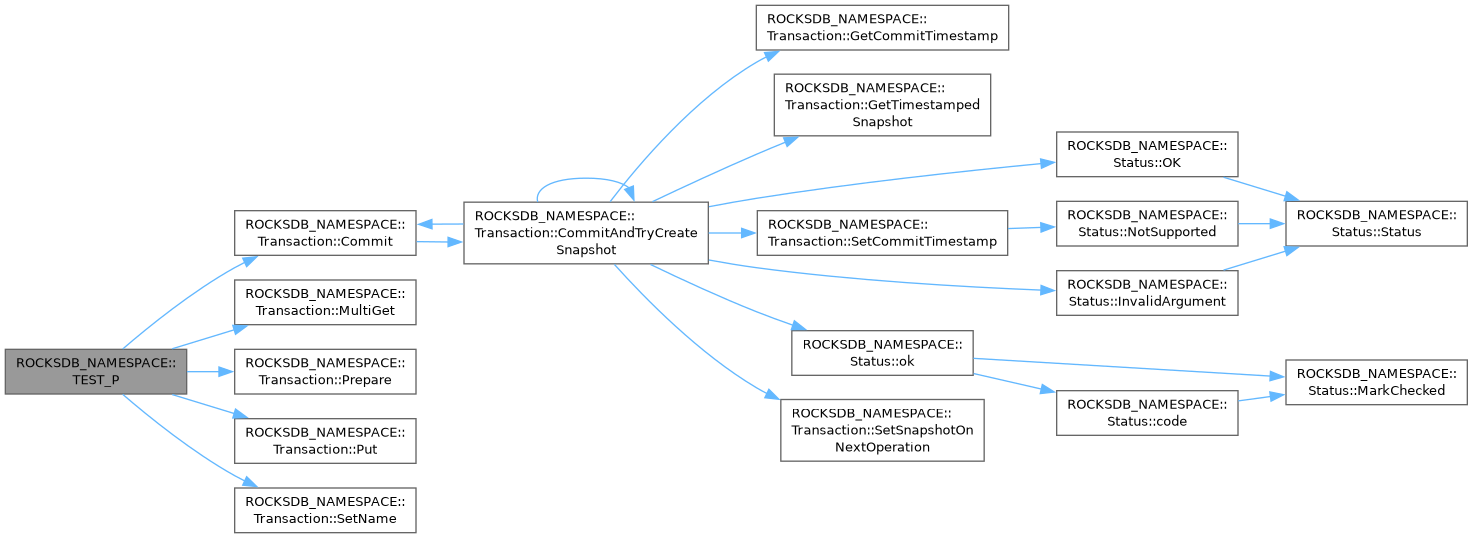 ROCKSDB_NAMESPACE::
TEST_P
ROCKSDB_NAMESPACE::
Transaction::Commit
ROCKSDB_NAMESPACE::
Transaction::MultiGet
ROCKSDB_NAMESPACE::
Transaction::Prepare
ROCKSDB_NAMESPACE::
Transaction::Put
ROCKSDB_NAMESPACE::
Transaction::SetName
ROCKSDB_NAMESPACE::
Transaction::CommitAndTryCreate
Snapshot
ROCKSDB_NAMESPACE::
Transaction::GetCommitTimestamp
ROCKSDB_NAMESPACE::
Transaction::GetTimestamped
Snapshot
ROCKSDB_NAMESPACE::
Transaction::SetCommitTimestamp
ROCKSDB_NAMESPACE::
Status::ok
ROCKSDB_NAMESPACE::
Transaction::SetSnapshotOn
NextOperation
ROCKSDB_NAMESPACE::
Status::OK
ROCKSDB_NAMESPACE::
Status::NotSupported
ROCKSDB_NAMESPACE::
Status::InvalidArgument
ROCKSDB_NAMESPACE::
Status::code
ROCKSDB_NAMESPACE::
Status::Status
ROCKSDB_NAMESPACE::
Status::MarkChecked